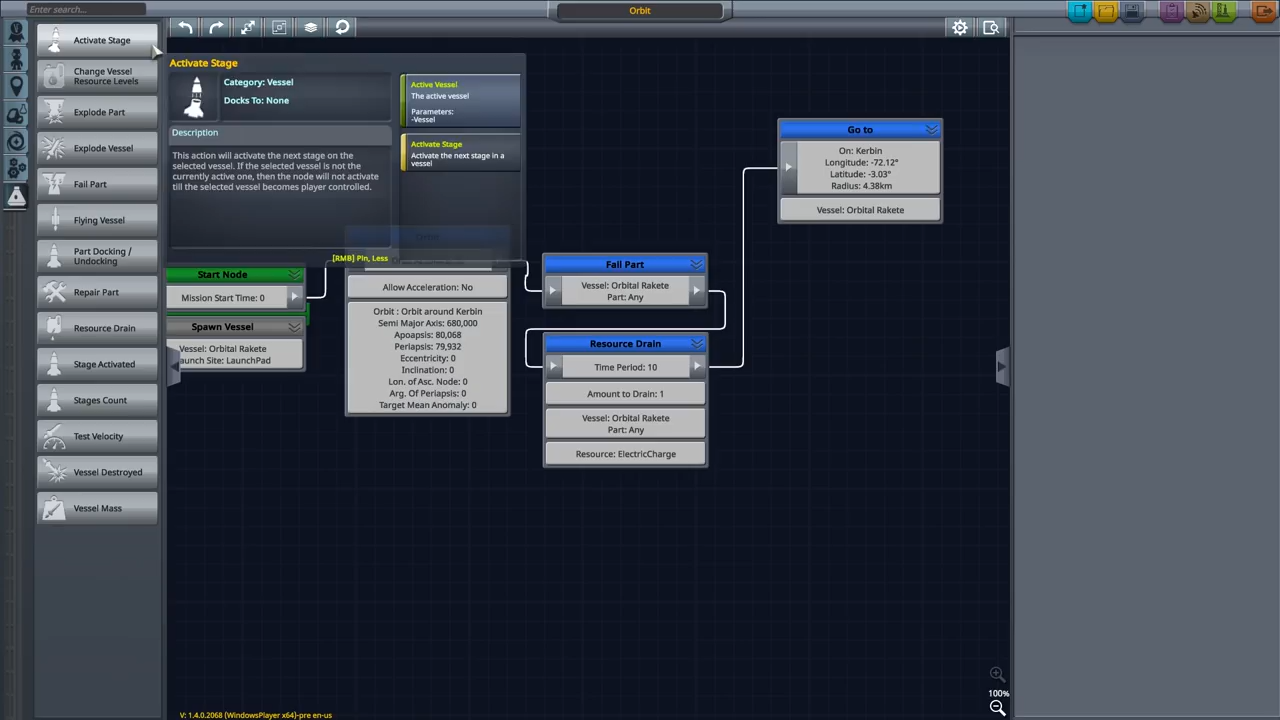 Enter search...
Orbit
Activate Stage
Change Vessel
Resource Levels
Explode Part
Explode Vessel
Fail Part
Flying Vessel
Part Docking /
Undocking
Repair Part
Resource Drain
Stage Activated
Stages Count
Test Velocity
Vessel Destroyed
Vessel Mass
Activate Stage
Category: Vessel
Docks To: None
Description
This action will activate the next stage on the
selected vessel. If the selected vessel is not the
currently active one, then the node will not activate
till the selected vessel becomes player controlled.
Active Vessel
The active vessel
Parameters:
-Vessel
Activate Stage
Activate the next stage in a
vessel
[RMB] Pin, Less
Start Node
Mission Start Time: 0
Spawn Vessel
Vessel: Orbital Rakete
aunch Site: LaunchPad
Orbit
Allow Acceleration: No
Orbit : Orbit around Kerbin
Semi Major Axis: 680,000
Apoapsis: 80,068
Periapsis: 79,932
Eccentricity: 0
Inclination: 0
Lon. of Asc. Node: 0
Arg. Of Periapsis: 0
Target Mean Anomaly: 0
Fail Part
Vessel: Orbital Rakete
Part: Any
Resource Drain
Time Period: 10
Amount to Drain: 1
Vessel: Orbital Rakete
Part: Any
Resource: ElectricCharge
Go to
On: Kerbin
Longitude: -72.12°
Latitude: -3.03°
Radius: 4.38km
Vessel: Orbital Rakete
100%
V: 1.4.0.2068 (WindowsPlayer x64)-pre en-us